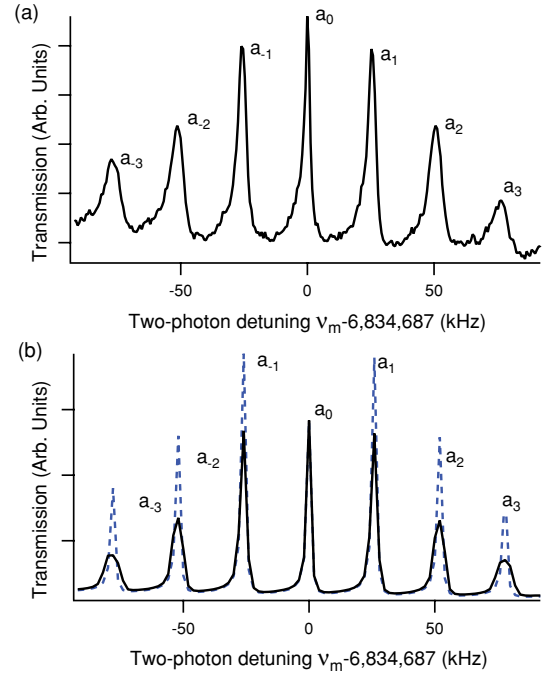 (a)
Transmission (Arb. Units)
a₋₃
a₋₂
a₋₁
a₀
a₁
a₂
a₃
-50
0
50
Two-photon detuning νₘ-6,834,687 (kHz)
(b)
Transmission (Arb. Units)
a₋₃
a₋₂
a₋₁
a₀
a₁
a₂
a₃
-50
0
50
Two-photon detuning νₘ-6,834,687 (kHz)